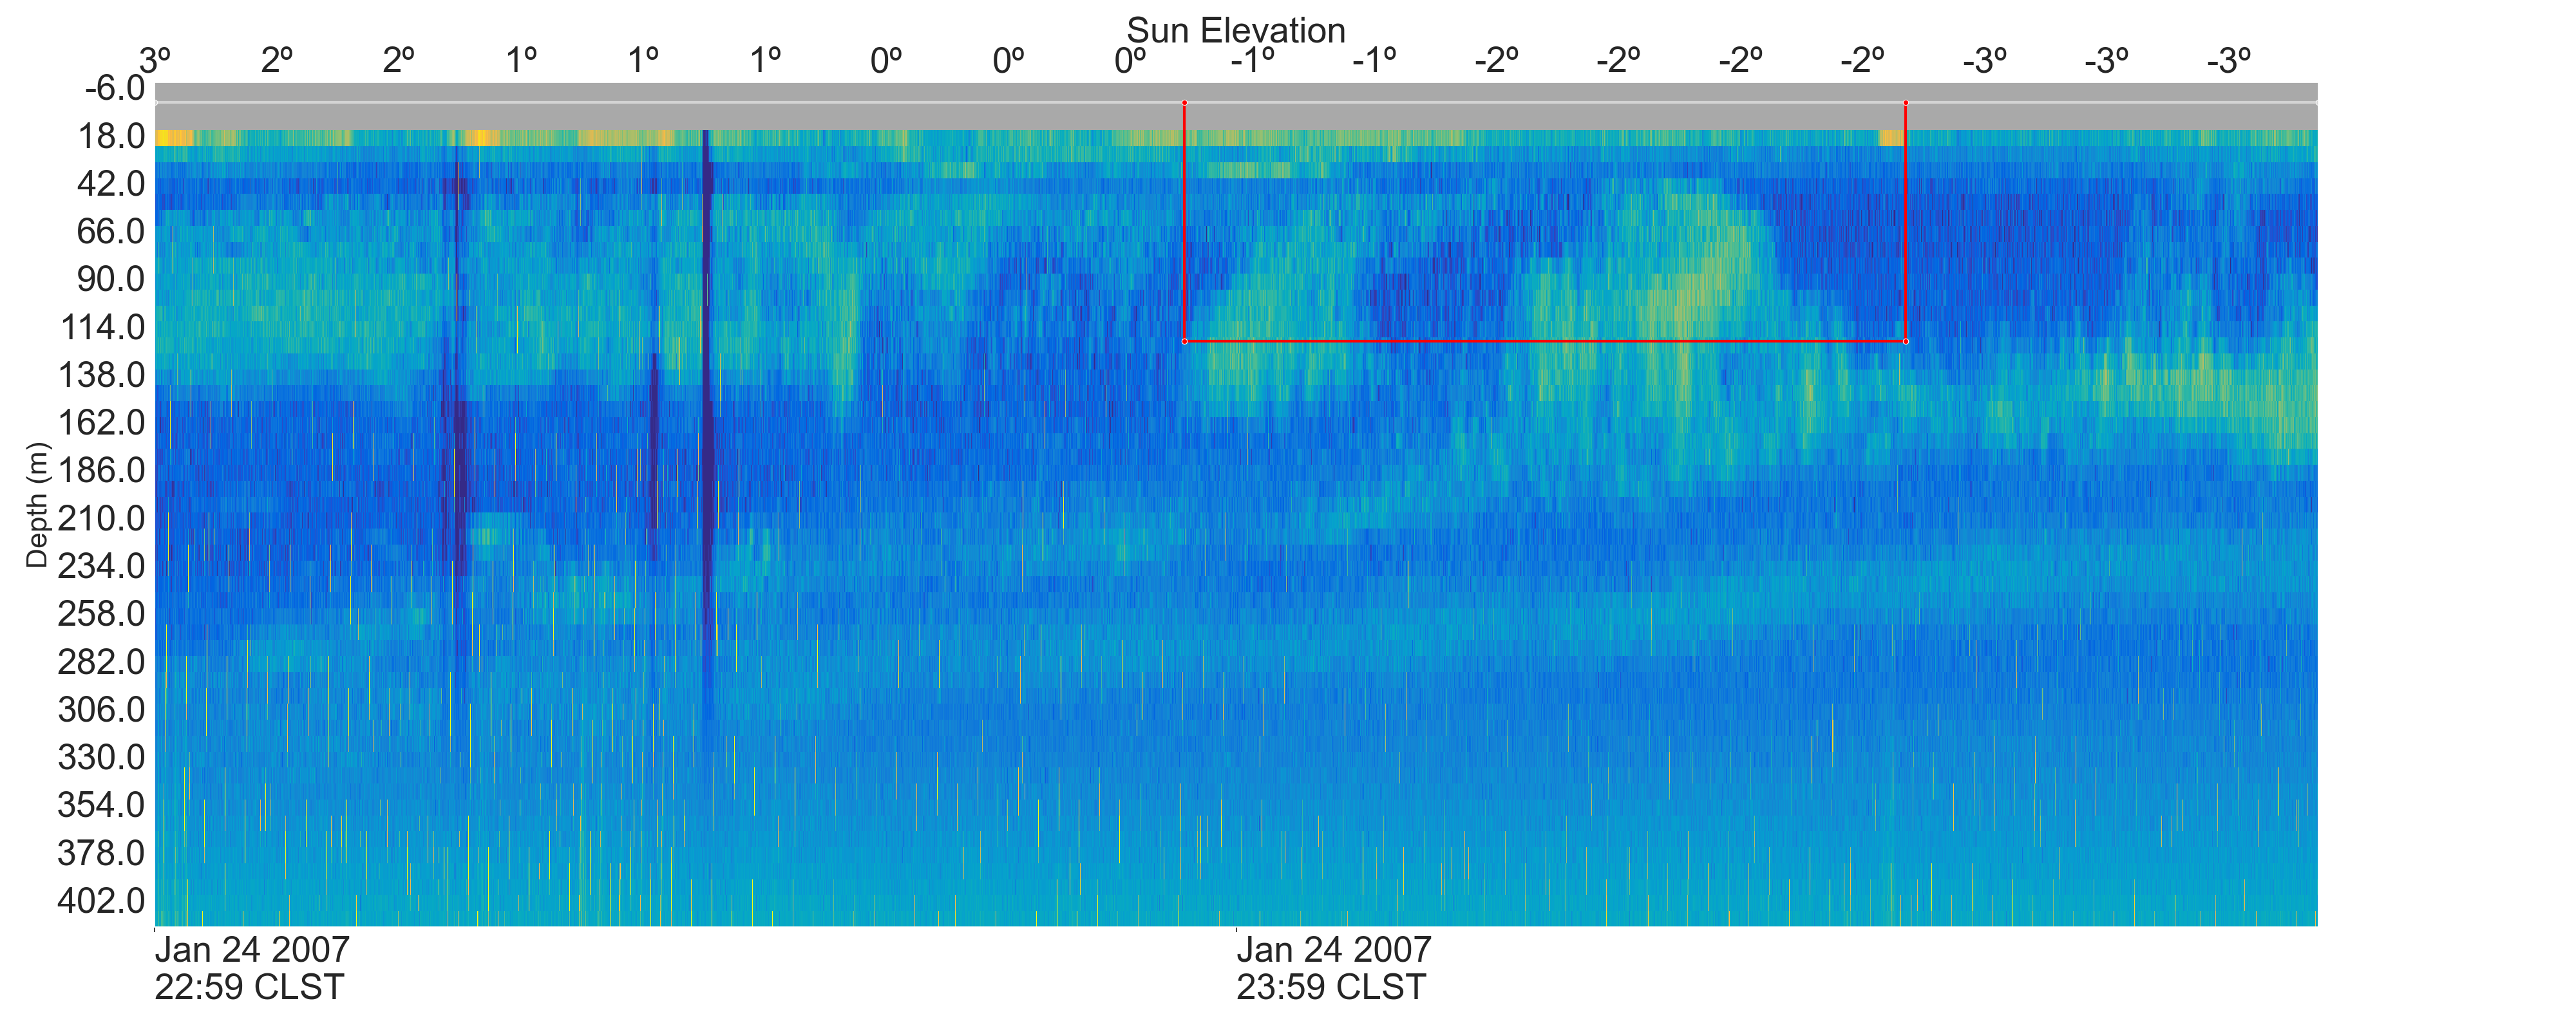 Sun Elevation
3º 2º 2º 1º 1º 1º 0º 0º 0º -1º -1º -2º -2º -2º -2º -3º -3º -3º
-6.0
18.0
42.0
66.0
90.0
114.0
138.0
162.0
186.0
210.0
234.0
258.0
282.0
306.0
330.0
354.0
378.0
402.0
Depth (m)
Jan 24 2007
22:59 CLST
Jan 24 2007
23:59 CLST